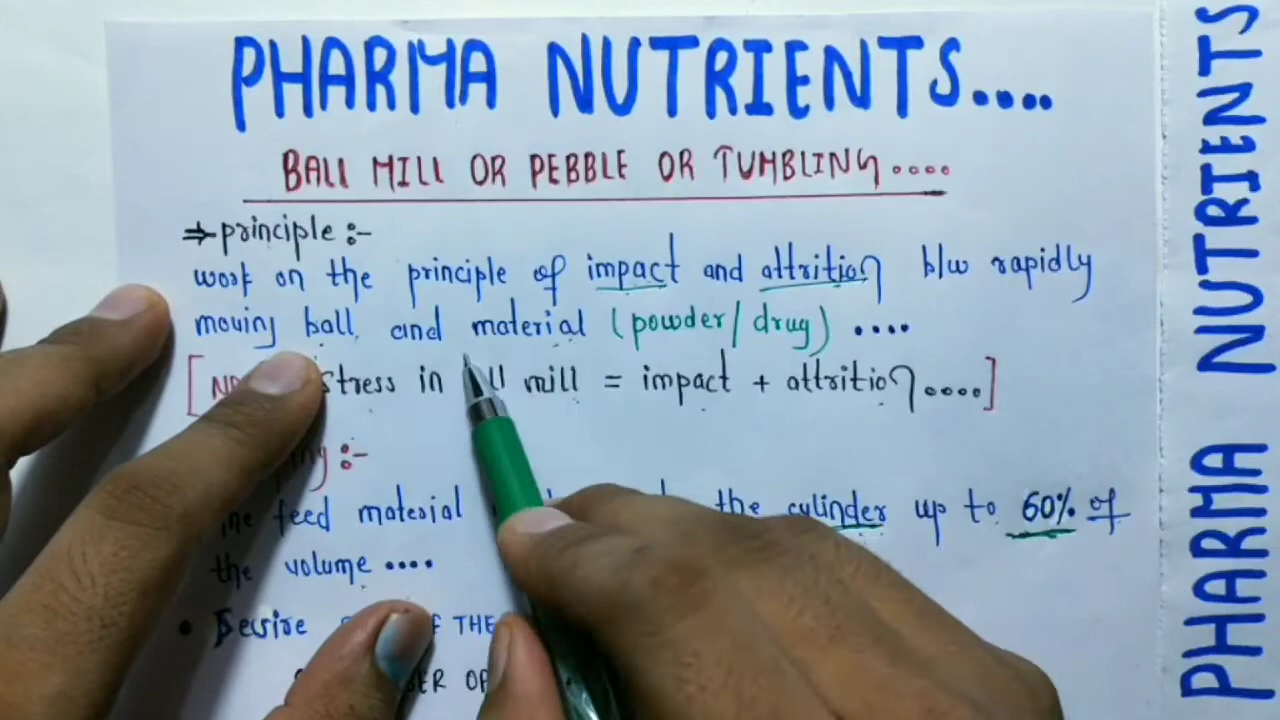 PHARMA NUTRIENTS....
BALL MILL OR PEBBLE OR TUMBLING....
⇒ principle :-
work on the principle of impact and attrition b/w rapidly
moving ball and material (powder/drug) ....
[ stress in mill = impact + attrition....]
:-
feed material the cylinder up to 60% of
the volume ....
• Desire THE
OF
PHARMA NUTRIENTS